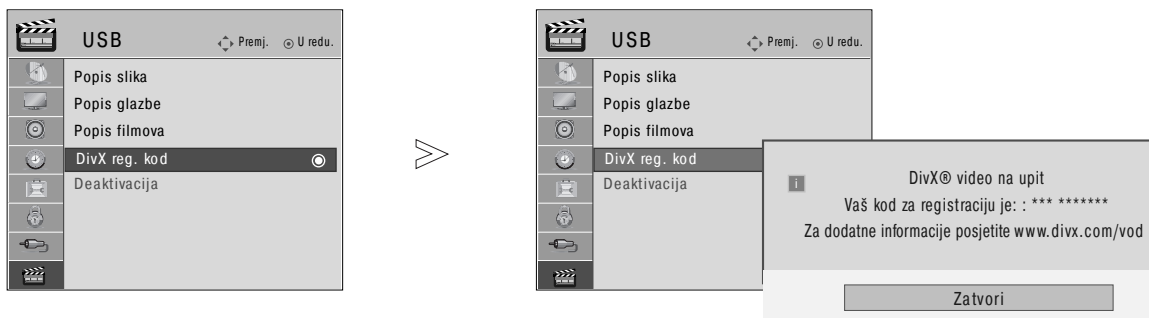 USB Premj. U redu.
Popis slika
Popis glazbe
Popis filmova
DivX reg. kod
Deaktivacija
USB Premj. U redu.
Popis slika
Popis glazbe
Popis filmova
DivX reg. kod
Deaktivacija
i
DivX® video na upit
Vaš kod za registraciju je: : *** *******
Za dodatne informacije posjetite www.divx.com/vod
Zatvori